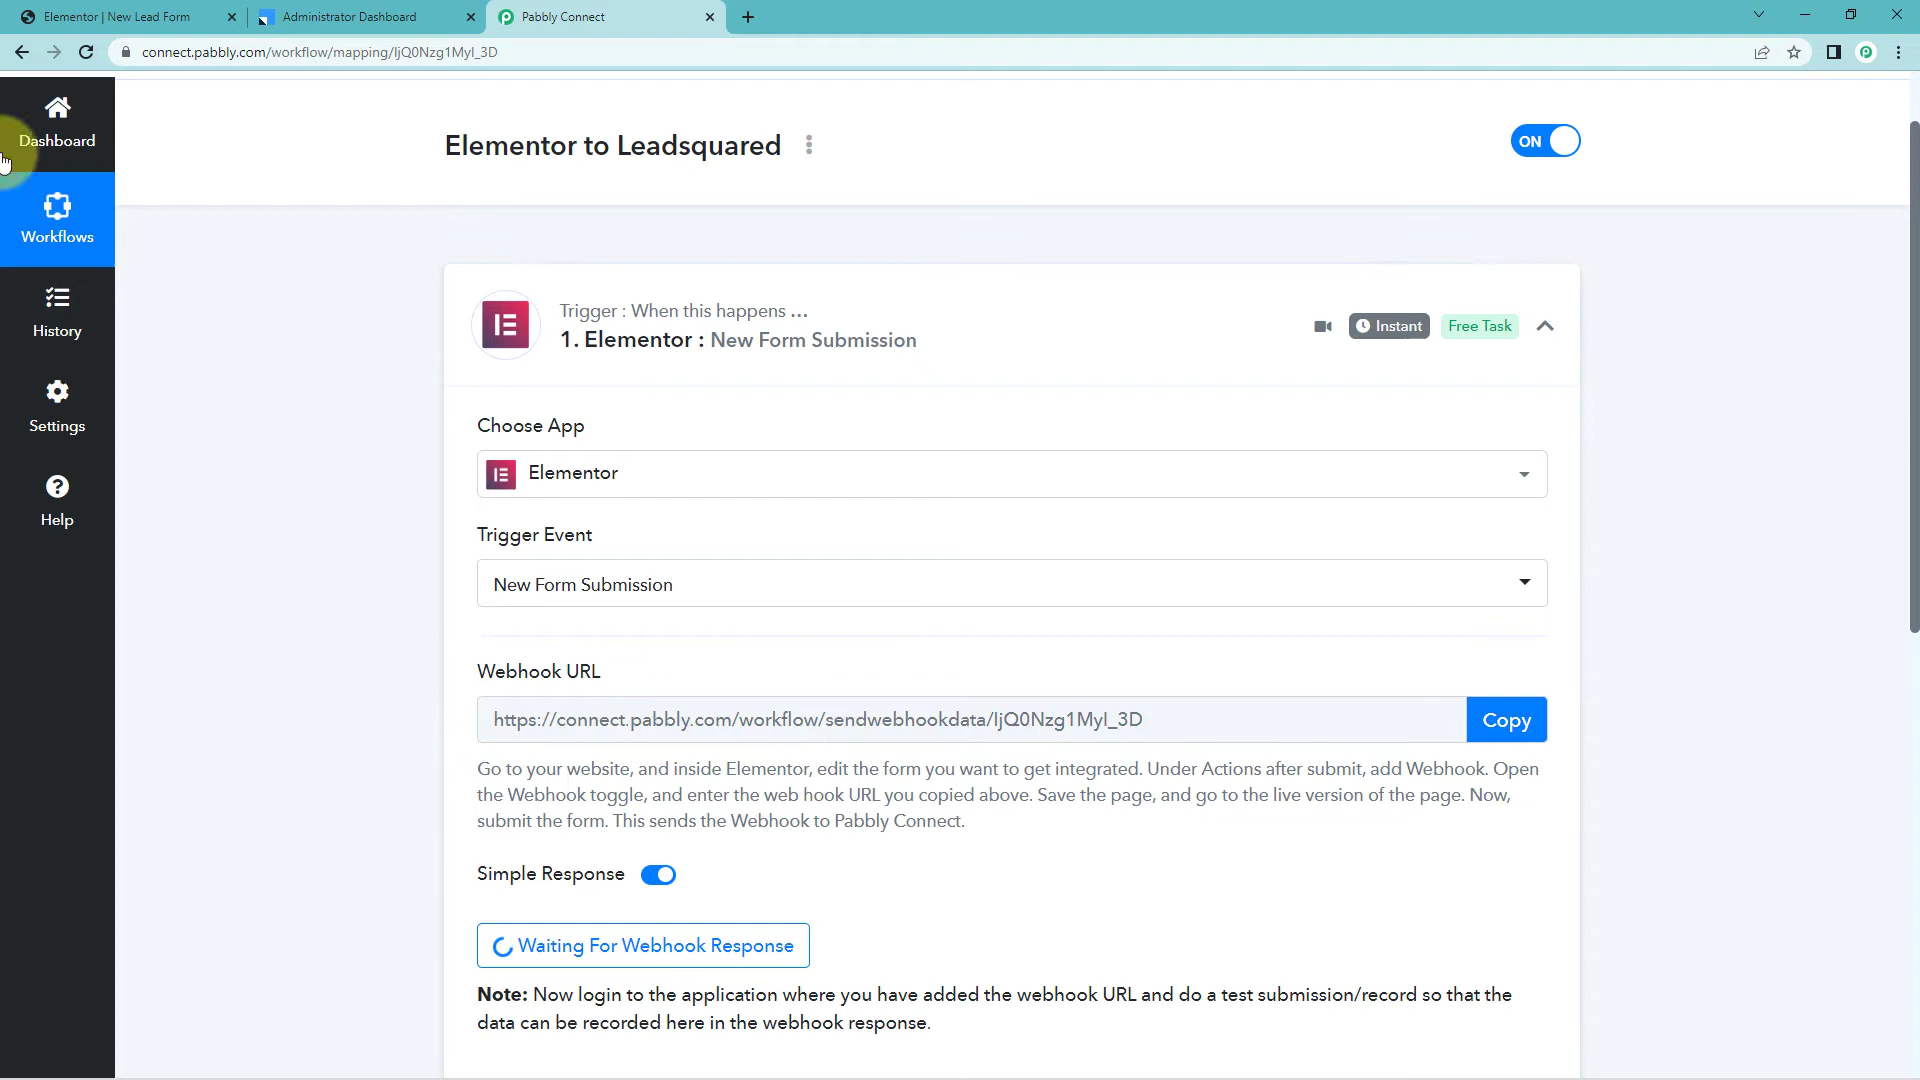 Elementor | New Lead Form
Administrator Dashboard
Pabbly Connect
connect.pabbly.com/workflow/mapping/IjQ0Nzg1MyI_3D
Dashboard
Workflows
History
Settings
Help
Elementor to Leadsquared
ON
Trigger : When this happens ...
1. Elementor : New Form Submission
Instant
Free Task
Choose App
Elementor
Trigger Event
New Form Submission
Webhook URL
https://connect.pabbly.com/workflow/sendwebhookdata/IjQ0Nzg1MyI_3D
Copy
Go to your website, and inside Elementor, edit the form you want to get integrated. Under Actions after submit, add Webhook. Open
the Webhook toggle, and enter the web hook URL you copied above. Save the page, and go to the live version of the page. Now,
submit the form. This sends the Webhook to Pabbly Connect.
Simple Response
Waiting For Webhook Response
Note: Now login to the application where you have added the webhook URL and do a test submission/record so that the
data can be recorded here in the webhook response.